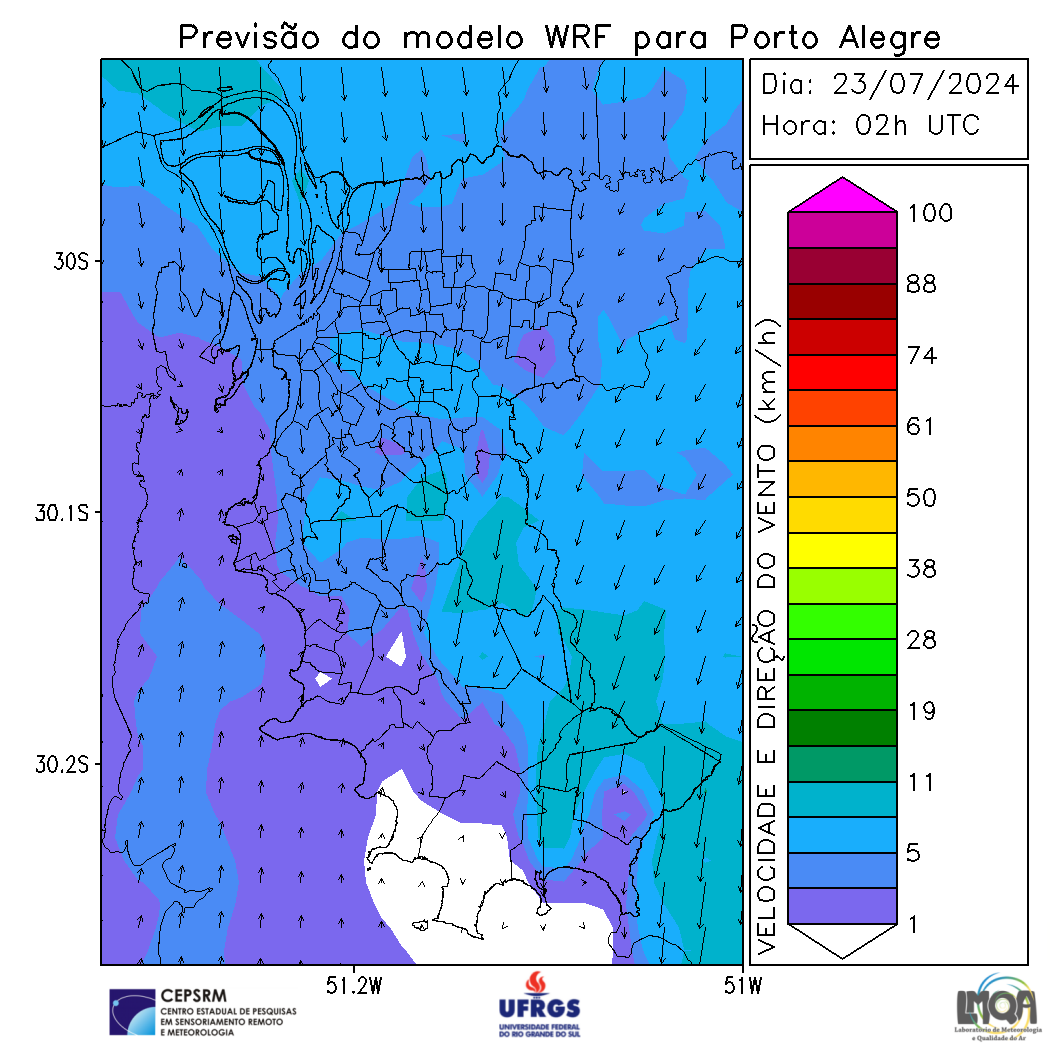 Previsão do modelo WRF para Porto Alegre
Dia: 23/07/2024
Hora: 02h UTC
30S
30.1S
30.2S
51.2W
51W
VELOCIDADE E DIREÇÃO DO VENTO (km/h)
100
88
74
61
50
38
28
19
11
5
1
CEPSRM
CENTRO ESTADUAL DE PESQUISAS
EM SENSORIAMENTO REMOTO
E METEOROLOGIA
UFRGS
UNIVERSIDADE FEDERAL
DO RIO GRANDE DO SUL
LMQA
Laboratório de Meteorologia
e Qualidade do Ar